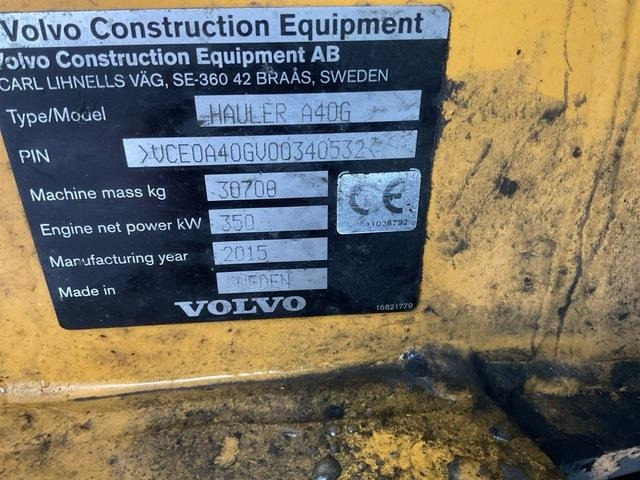 Volvo Construction Equipment
Volvo Construction Equipment AB
CARL LIHNELLS VÄG, SE-360 42 BRAÅS, SWEDEN
Type/Model HAULER A40G
PIN >VCE0A40GV00340532<
Machine mass kg 30700
Engine net power kW 350
CE
11026792
Manufacturing year 2015
Made in SWEDEN
VOLVO
16821779